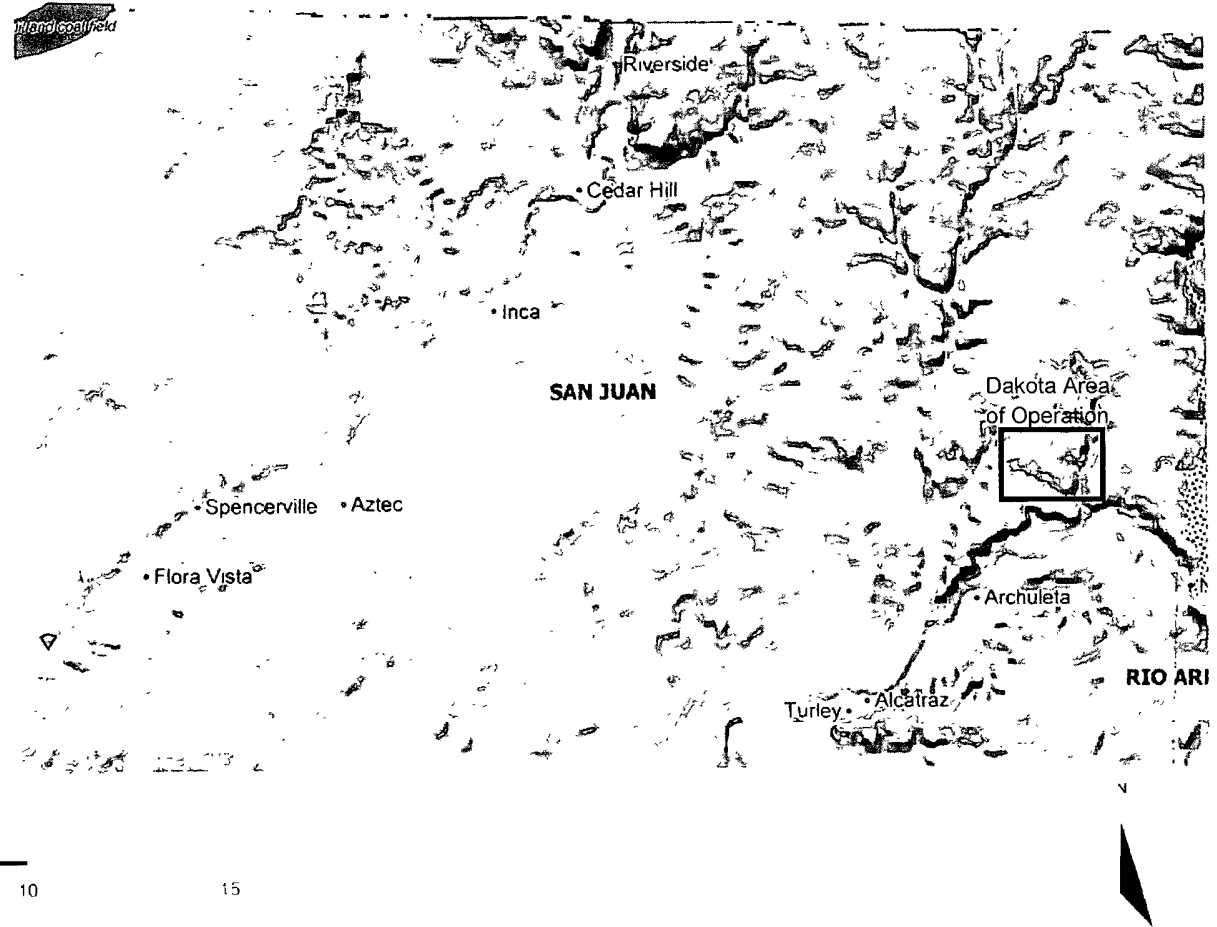 coalfield
Riverside
Cedar Hill
Inca
SAN JUAN
Dakota Area
of Operation
Spencerville
Aztec
Flora Vista
Archuleta
RIO ARI
Alcatraz
Turley
N
10 15